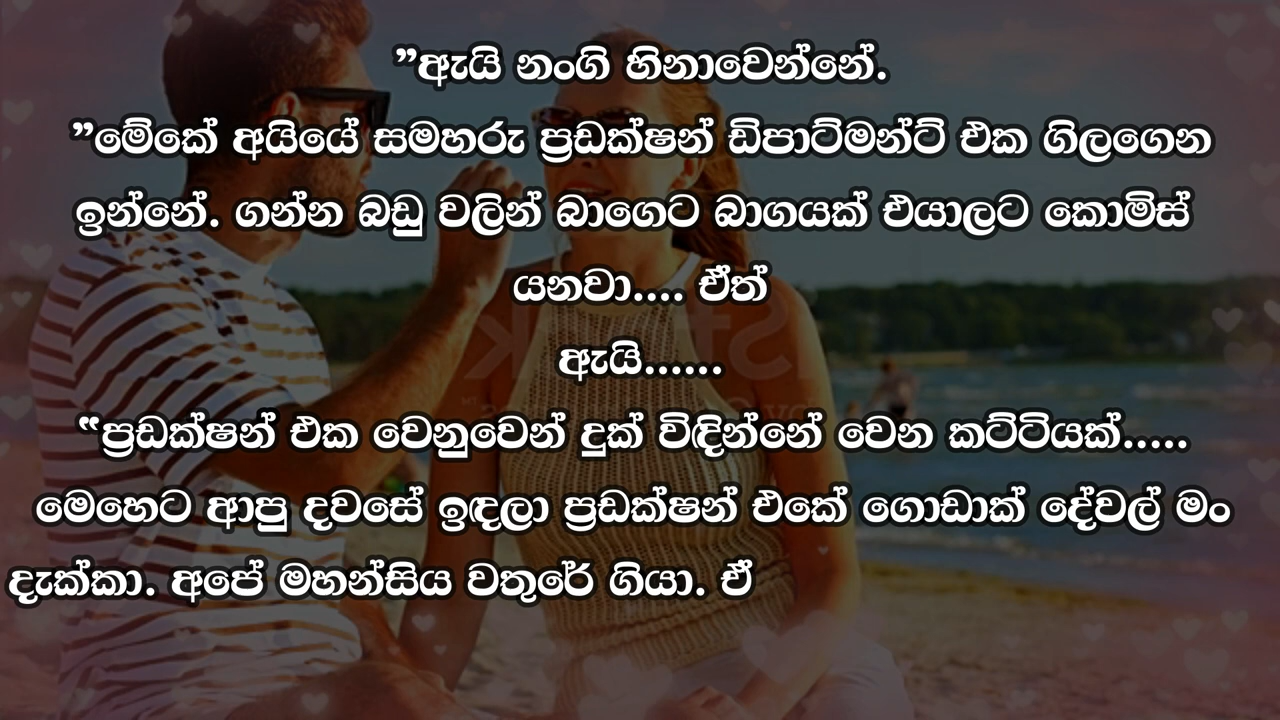 ”ඇයි නංගි හිනාවෙන්නේ.
”මේකේ අයියේ සමහරු ප්‍රඩක්ෂන් ඩිපාට්මන්ට් එක ගිලගෙන
ඉන්නේ. ගන්න බඩු වලින් බාගෙට බාගයක් එයාලට කොමිස්
යනවා.... ඒත්
ඇයි......
“ප්‍රඩක්ෂන් එක වෙනුවෙන් දුක් විඳින්නේ වෙන කට්ටියක්.....
මෙහෙට ආපු දවසේ ඉඳලා ප්‍රඩක්ෂන් එකේ ගොඩාක් දේවල් මං
දැක්කා. අපේ මහන්සිය වතුරේ ගියා. ඒ